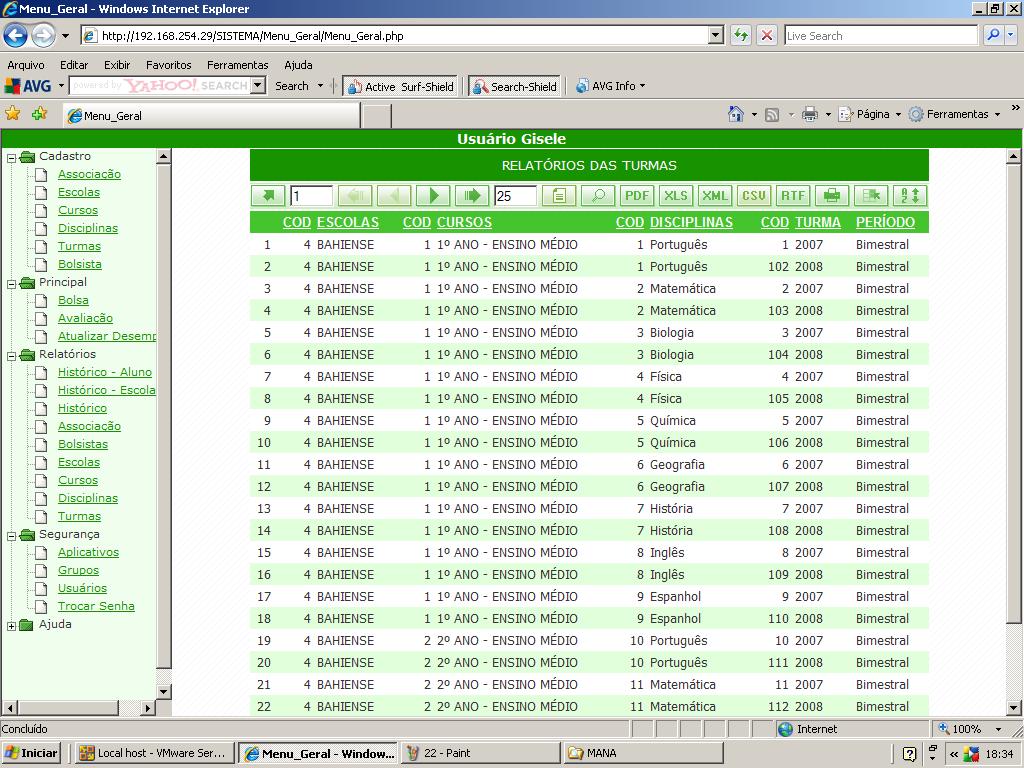 Menu_Geral - Windows Internet Explorer
http://192.168.254.29/SISTEMA/Menu_Geral/Menu_Geral.php
Live Search
Arquivo Editar Exibir Favoritos Ferramentas Ajuda
AVG powered by YAHOO! SEARCH Search Active Surf-Shield Search-Shield AVG Info
Menu_Geral Página Ferramentas
Usuário Gisele
Cadastro
Associação
Escolas
Cursos
Disciplinas
Turmas
Bolsista
Principal
Bolsa
Avaliação
Atualizar Desemp
Relatórios
Histórico - Aluno
Histórico - Escola
Histórico
Associação
Bolsistas
Escolas
Cursos
Disciplinas
Turmas
Segurança
Aplicativos
Grupos
Usuários
Trocar Senha
Ajuda
RELATÓRIOS DAS TURMAS
1 25 PDF XLS XML CSV RTF
COD ESCOLAS COD CURSOS COD DISCIPLINAS COD TURMA PERÍODO
1 4 BAHIENSE 1 1º ANO - ENSINO MÉDIO 1 Português 1 2007 Bimestral
2 4 BAHIENSE 1 1º ANO - ENSINO MÉDIO 1 Português 102 2008 Bimestral
3 4 BAHIENSE 1 1º ANO - ENSINO MÉDIO 2 Matemática 2 2007 Bimestral
4 4 BAHIENSE 1 1º ANO - ENSINO MÉDIO 2 Matemática 103 2008 Bimestral
5 4 BAHIENSE 1 1º ANO - ENSINO MÉDIO 3 Biologia 3 2007 Bimestral
6 4 BAHIENSE 1 1º ANO - ENSINO MÉDIO 3 Biologia 104 2008 Bimestral
7 4 BAHIENSE 1 1º ANO - ENSINO MÉDIO 4 Física 4 2007 Bimestral
8 4 BAHIENSE 1 1º ANO - ENSINO MÉDIO 4 Física 105 2008 Bimestral
9 4 BAHIENSE 1 1º ANO - ENSINO MÉDIO 5 Química 5 2007 Bimestral
10 4 BAHIENSE 1 1º ANO - ENSINO MÉDIO 5 Química 106 2008 Bimestral
11 4 BAHIENSE 1 1º ANO - ENSINO MÉDIO 6 Geografia 6 2007 Bimestral
12 4 BAHIENSE 1 1º ANO - ENSINO MÉDIO 6 Geografia 107 2008 Bimestral
13 4 BAHIENSE 1 1º ANO - ENSINO MÉDIO 7 História 7 2007 Bimestral
14 4 BAHIENSE 1 1º ANO - ENSINO MÉDIO 7 História 108 2008 Bimestral
15 4 BAHIENSE 1 1º ANO - ENSINO MÉDIO 8 Inglês 8 2007 Bimestral
16 4 BAHIENSE 1 1º ANO - ENSINO MÉDIO 8 Inglês 109 2008 Bimestral
17 4 BAHIENSE 1 1º ANO - ENSINO MÉDIO 9 Espanhol 9 2007 Bimestral
18 4 BAHIENSE 1 1º ANO - ENSINO MÉDIO 9 Espanhol 110 2008 Bimestral
19 4 BAHIENSE 2 2º ANO - ENSINO MÉDIO 10 Português 10 2007 Bimestral
20 4 BAHIENSE 2 2º ANO - ENSINO MÉDIO 10 Português 111 2008 Bimestral
21 4 BAHIENSE 2 2º ANO - ENSINO MÉDIO 11 Matemática 11 2007 Bimestral
22 4 BAHIENSE 2 2º ANO - ENSINO MÉDIO 11 Matemática 112 2008 Bimestral
Concluído Internet 100%
Iniciar Local host - VMware Ser... Menu_Geral - Window... 22 - Paint MANA 18:34